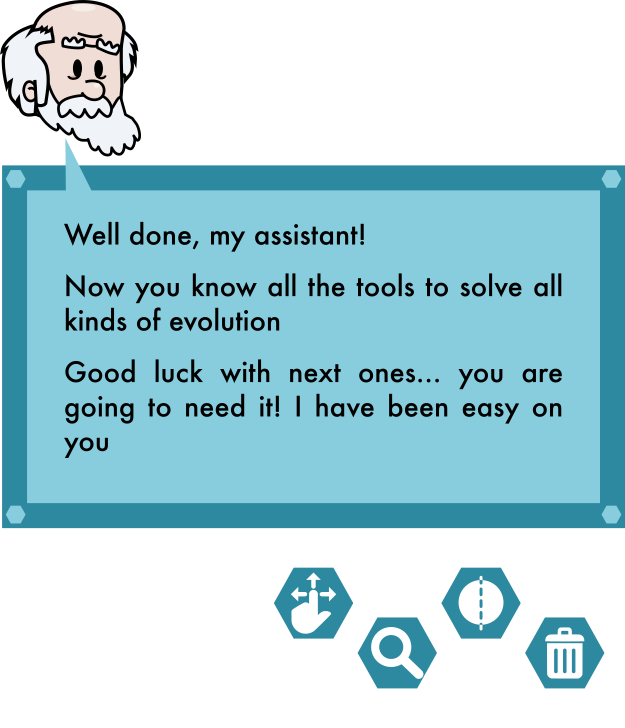 Well done, my assistant!
Now you know all the tools to solve all
kinds of evolution
Good luck with next ones... you are
going to need it! I have been easy on
you